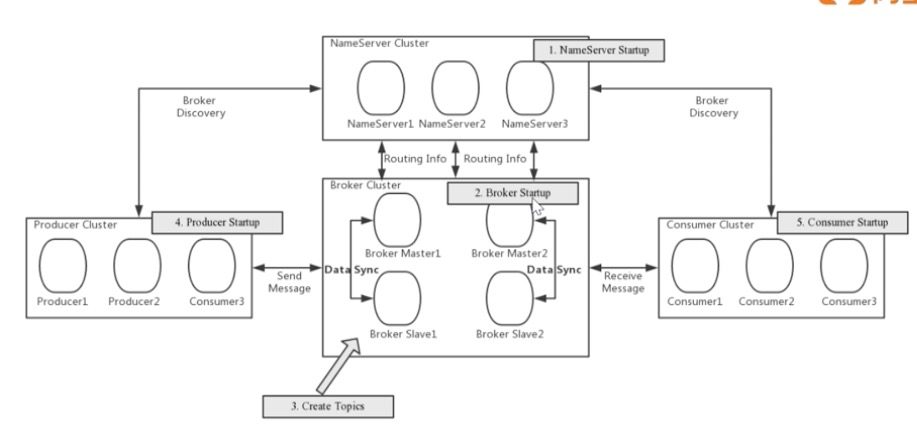 NameServer Cluster
1. NameServer Startup
NameServer1 NameServer2 NameServer3
Broker
Discovery
Broker
Discovery
Routing Info
Routing Info
Broker Cluster
2. Broker Startup
Broker Master1
Broker Master2
Data Sync
Data Sync
Broker Slave1
Broker Slave2
Producer Cluster
4. Producer Startup
Producer1
Producer2
Consumer3
Send
Message
Receive
Message
Consumer Cluster
5. Consumer Startup
Consumer1
Consumer2
Consumer3
3. Create Topics